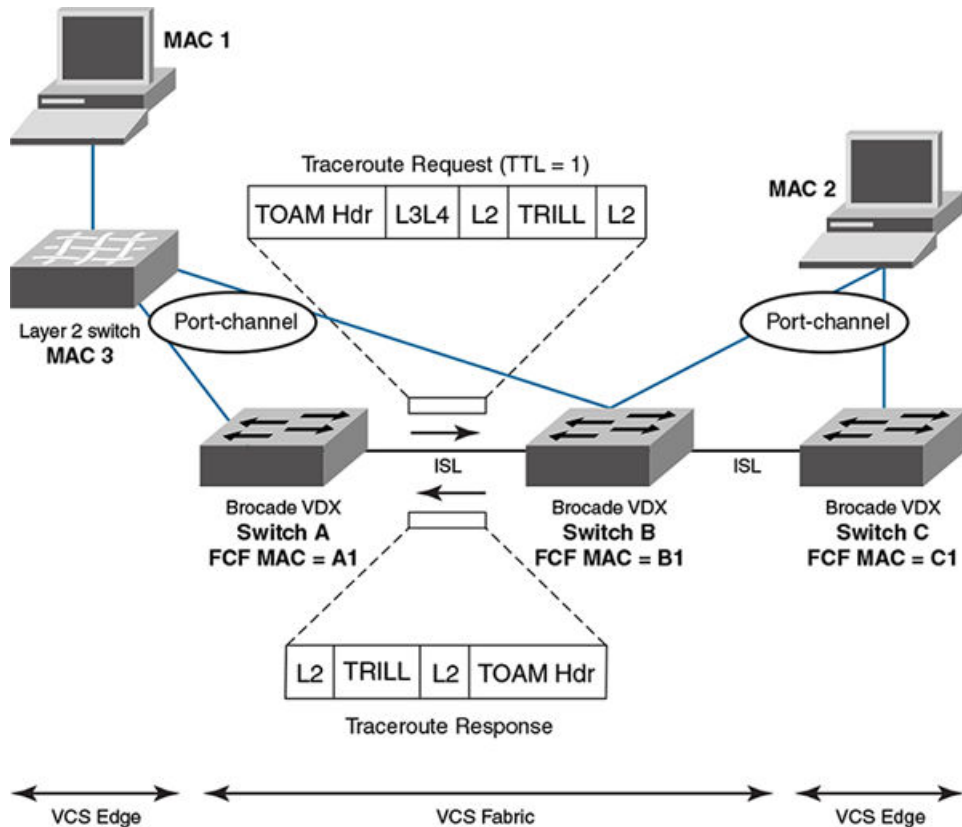 MAC 1
Traceroute Request (TTL = 1)
TOAM Hdr L3L4 L2 TRILL L2
MAC 2
Layer 2 switch
MAC 3
Port-channel
Port-channel
ISL
ISL
Brocade VDX
Switch A
FCF MAC = A1
Brocade VDX
Switch B
FCF MAC = B1
Brocade VDX
Switch C
FCF MAC = C1
L2 TRILL L2 TOAM Hdr
Traceroute Response
VCS Edge
VCS Fabric
VCS Edge